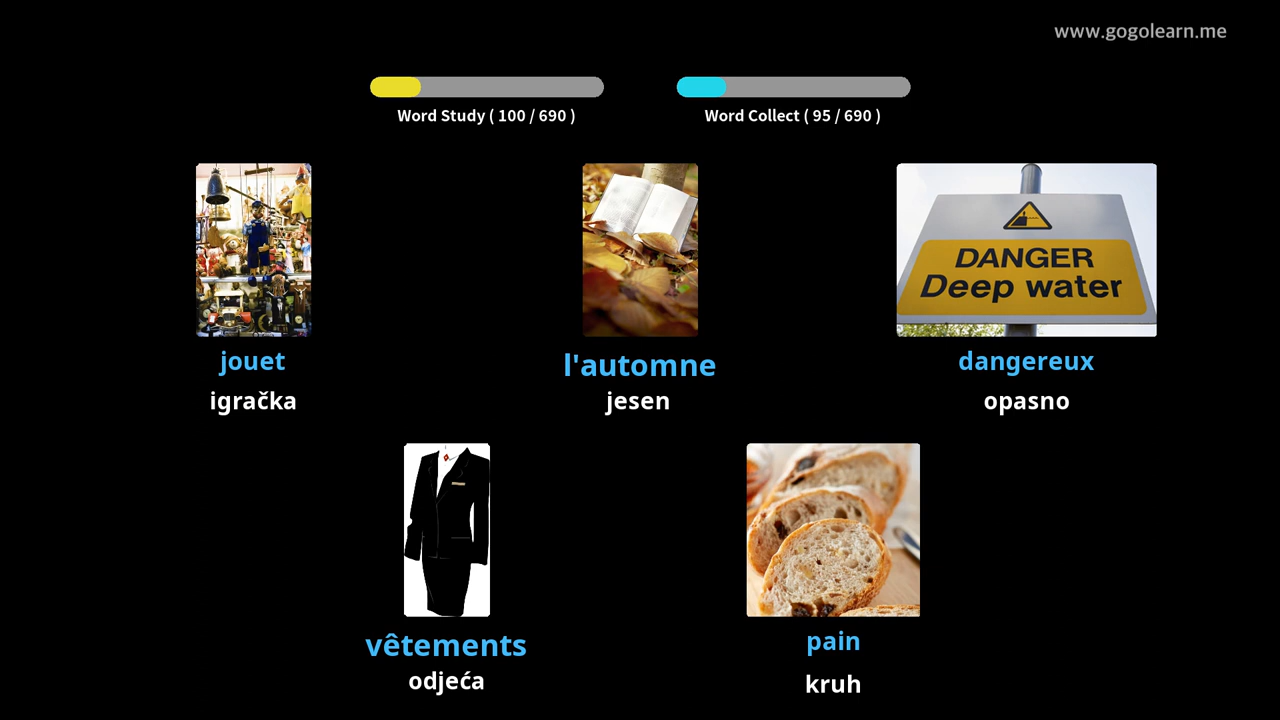 www.gogolearn.me
Word Study ( 100 / 690 )
Word Collect ( 95 / 690 )
DANGER
Deep water
jouet
igračka
l'automne
jesen
dangereux
opasno
vêtements
odjeća
pain
kruh